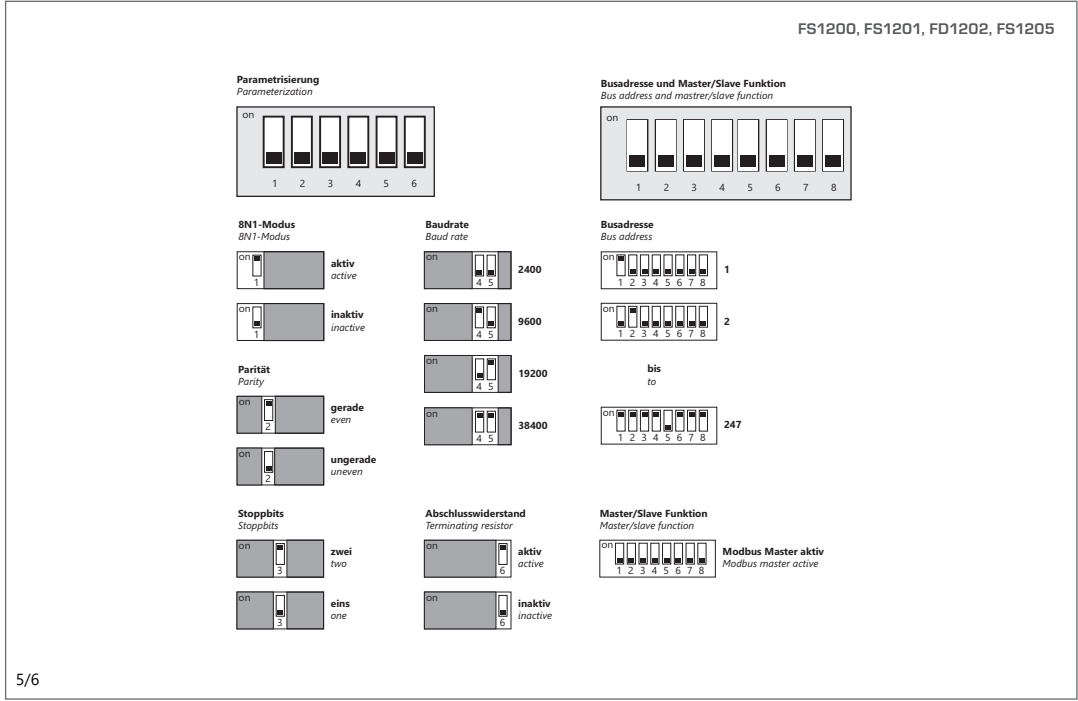 FS1200, FS1201, FD1202, FS1205
Parametrisierung
Parameterization
on
1 2 3 4 5 6
Busadresse und Master/Slave Funktion
Bus address and mastrer/slave function
on
1 2 3 4 5 6 7 8
8N1-Modus
8N1-Modus
on
1
aktiv
active
on
1
inaktiv
inactive
Parität
Parity
on
2
gerade
even
on
2
ungerade
uneven
Baudrate
Baud rate
on
4 5
2400
on
4 5
9600
on
4 5
19200
on
4 5
38400
Busadresse
Bus address
on
1 2 3 4 5 6 7 8
1
on
1 2 3 4 5 6 7 8
2
bis
to
on
1 2 3 4 5 6 7 8
247
Stoppbits
Stoppbits
on
3
zwei
two
on
3
eins
one
Abschlusswiderstand
Terminating resistor
on
6
aktiv
active
on
6
inaktiv
inactive
Master/Slave Funktion
Master/slave function
on
1 2 3 4 5 6 7 8
Modbus Master aktiv
Modbus master active
5/6